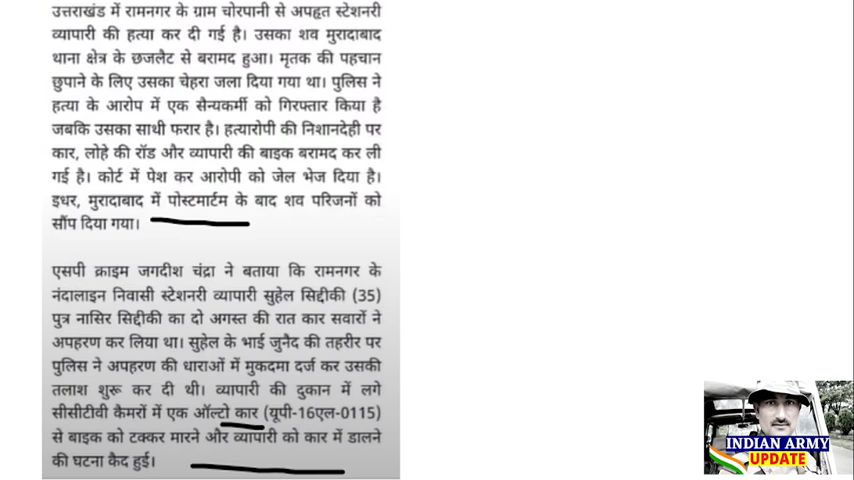 उत्तराखंड में रामनगर के ग्राम चोरपानी से अपहृत स्टेशनरी
व्यापारी की हत्या कर दी गई है। उसका शव मुरादाबाद
थाना क्षेत्र के छजलैट से बरामद हुआ। मृतक की पहचान
छुपाने के लिए उसका चेहरा जला दिया गया था। पुलिस ने
हत्या के आरोप में एक सैन्यकर्मी को गिरफ्तार किया है
जबकि उसका साथी फरार है। हत्यारोपी की निशानदेही पर
कार, लोहे की रॉड और व्यापारी की बाइक बरामद कर ली
गई है। कोर्ट में पेश कर आरोपी को जेल भेज दिया है।
इधर, मुरादाबाद में पोस्टमार्टम के बाद शव परिजनों को
सौंप दिया गया।
एसपी क्राइम जगदीश चंद्रा ने बताया कि रामनगर के
नंदालाइन निवासी स्टेशनरी व्यापारी सुहेल सिद्दीकी (35)
पुत्र नासिर सिद्दीकी का दो अगस्त की रात कार सवारों ने
अपहरण कर लिया था। सुहेल के भाई जुनैद की तहरीर पर
पुलिस ने अपहरण की धाराओं में मुकदमा दर्ज कर उसकी
तलाश शुरू कर दी थी। व्यापारी की दुकान में लगे
सीसीटीवी कैमरों में एक ऑल्टो कार (यूपी-16एल-0115)
से बाइक को टक्कर मारने और व्यापारी को कार में डालने
की घटना कैद हुई।
INDIAN ARMY
UPDATE